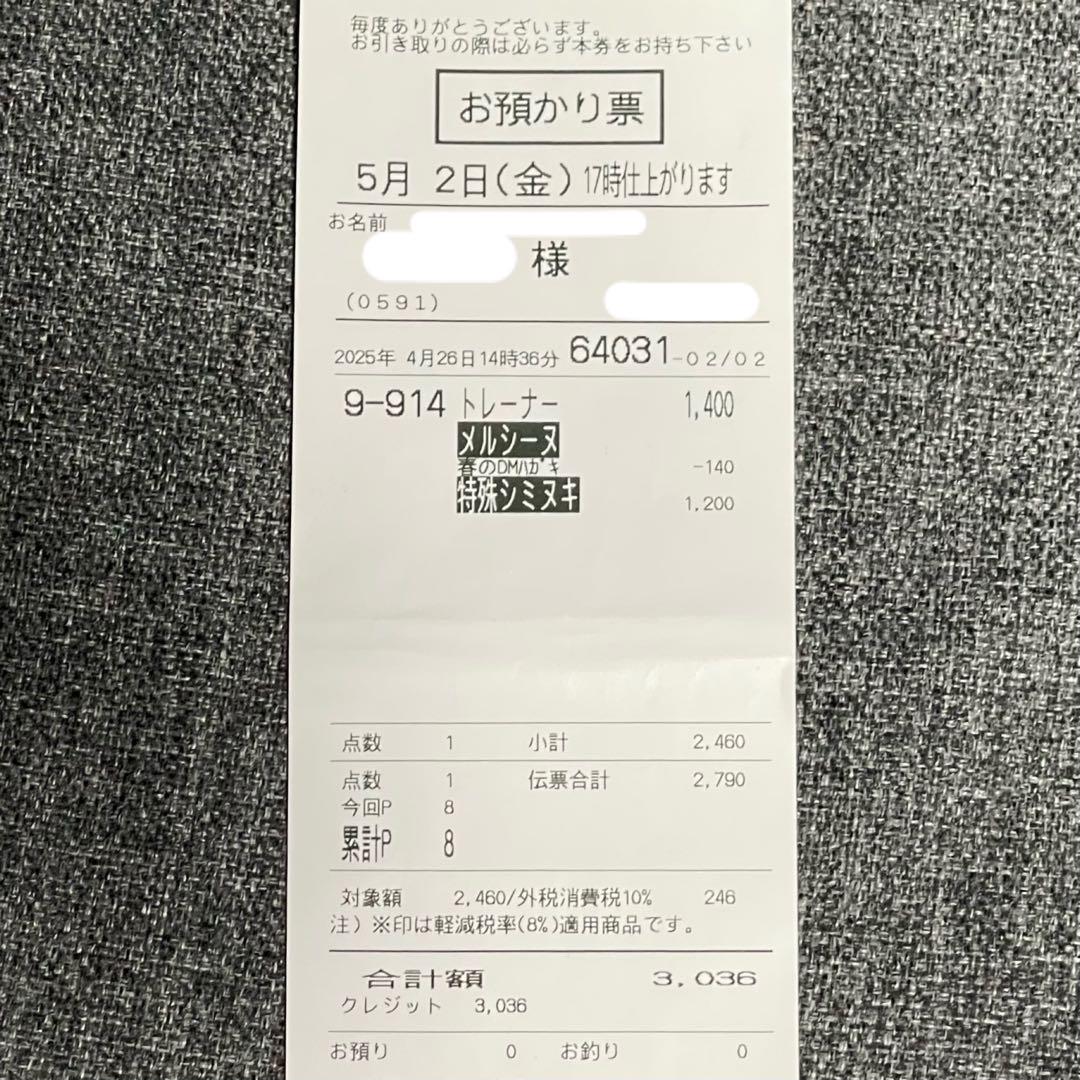 毎度ありがとうございます。
お引き取りの際は必らず本券をお持ち下さい
お預かり票
5月 2日(金) 17時仕上がります
お名前
様
(0591)
2025年 4月26日14時36分 64031-02/02
9-914 トレーナー 1,400
メルシーヌ
春のDMﾊｶﾞｷ -140
特殊シミヌキ 1,200
点数 1 小計 2,460
点数 1 伝票合計 2,790
今回P 8
累計P 8
対象額 2,460/外税消費税10% 246
注）※印は軽減税率(8%)適用商品です。
合計額 3,036
クレジット 3,036
お預り 0 お釣り 0